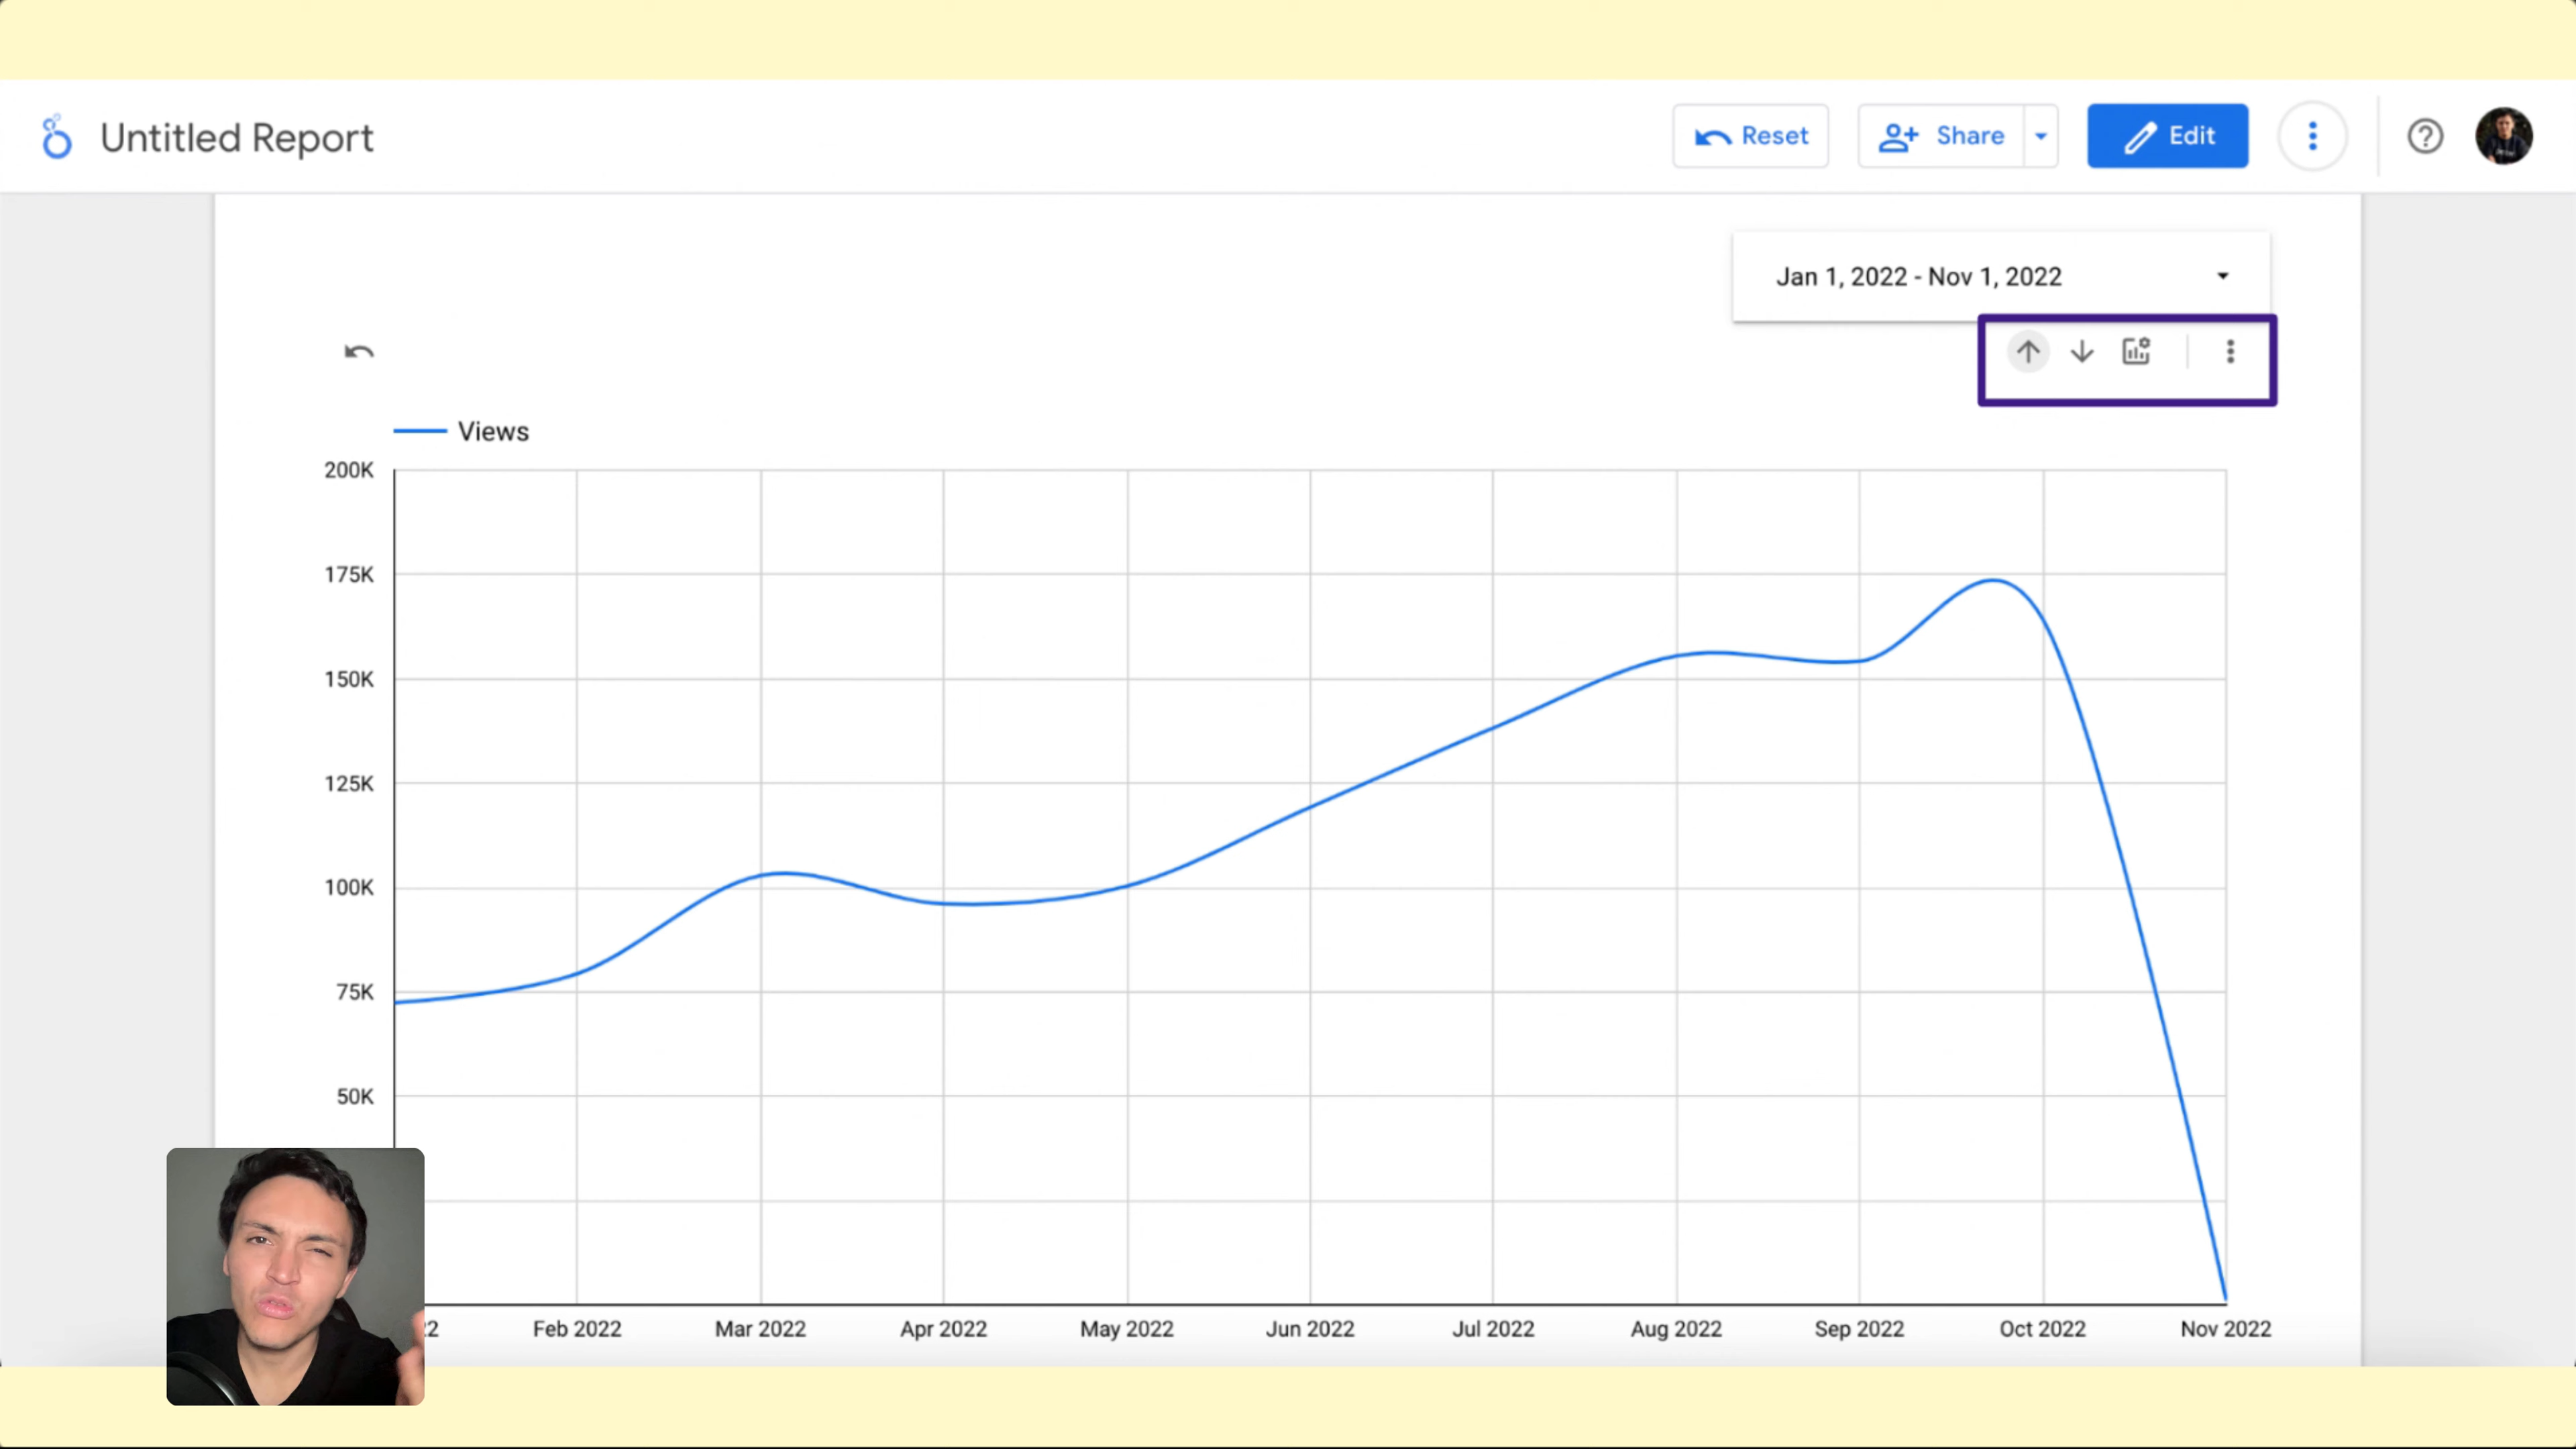 Untitled Report
Reset
Share
Edit
Jan 1, 2022 - Nov 1, 2022
Views
200K
175K
150K
125K
100K
75K
50K
22 Feb 2022 Mar 2022 Apr 2022 May 2022 Jun 2022 Jul 2022 Aug 2022 Sep 2022 Oct 2022 Nov 2022